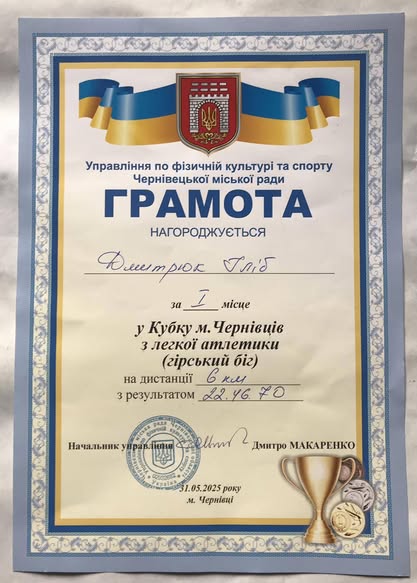 Управління по фізичній культурі та спорту
Чернівецької міської ради
ГРАМОТА
НАГОРОДЖУЄТЬСЯ
Дмитрюк Гліб
за I місце
у Кубку м.Чернівців
з легкої атлетики
(гірський біг)
на дистанції 6 км
з результатом 22.46.70
Начальник управління Дмитро МАКАРЕНКО
31.05.2025 року
м. Чернівці